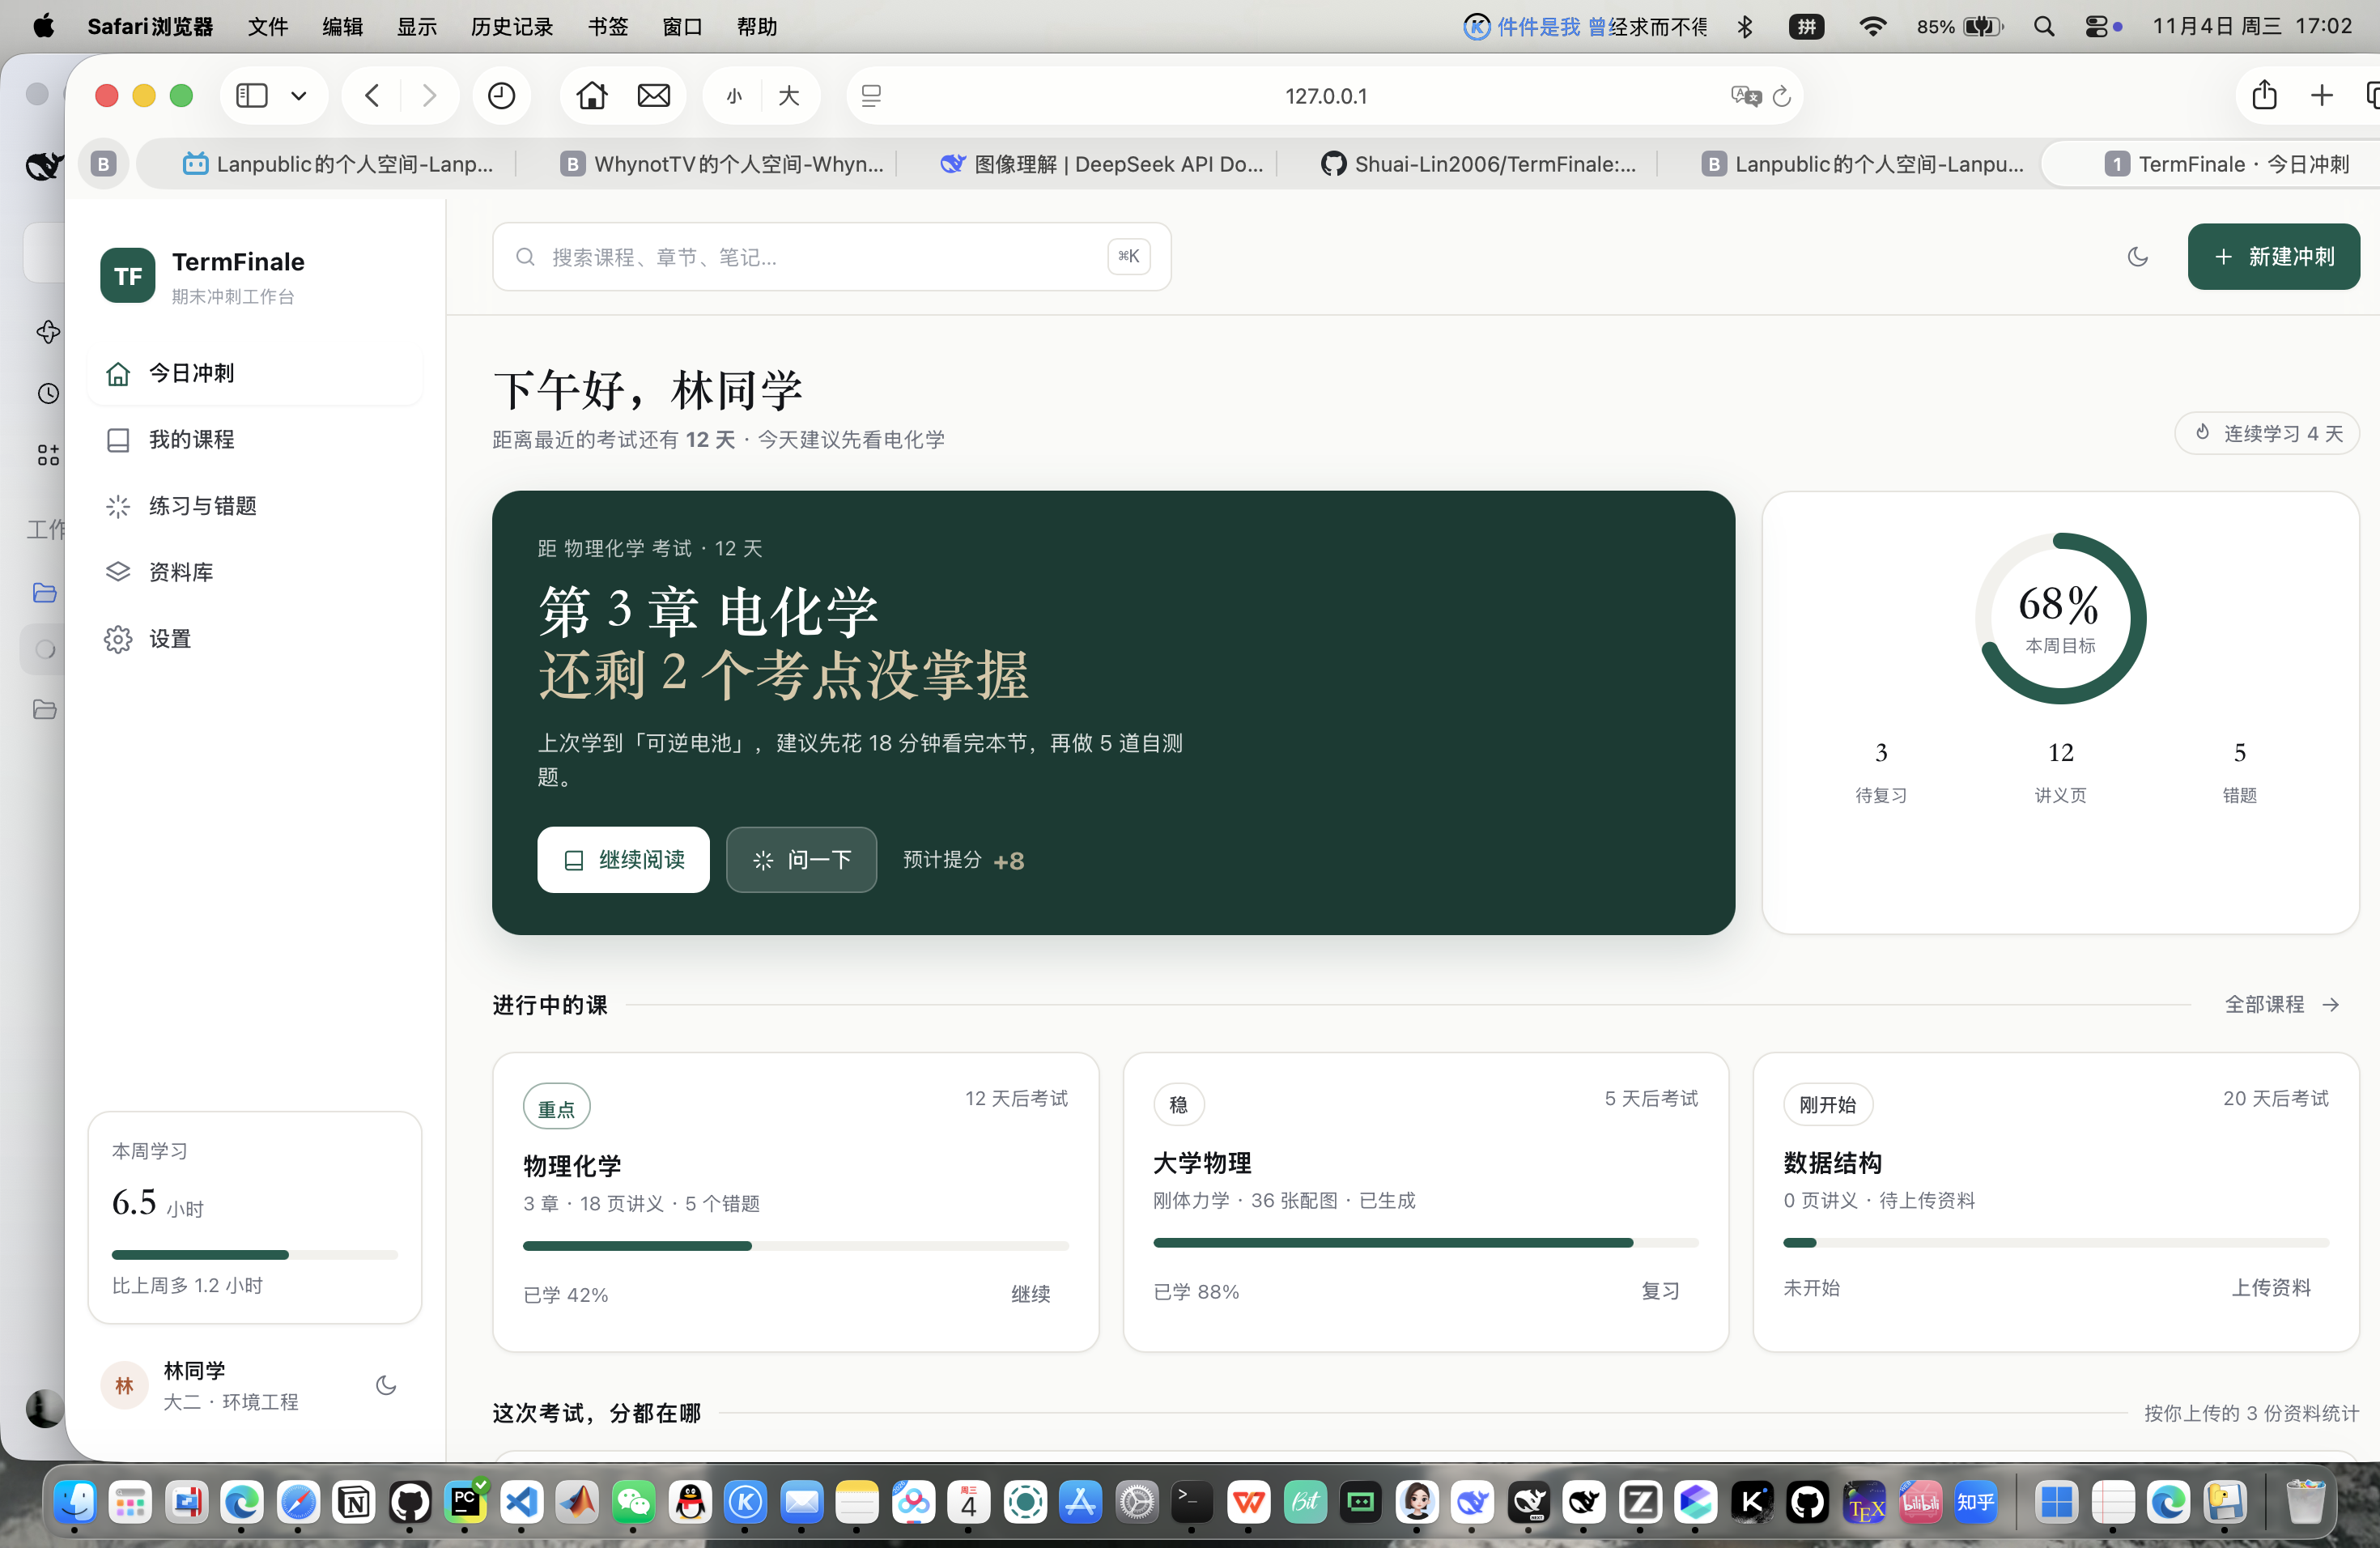 Safari浏览器 文件 编辑 显示 历史记录 书签 窗口 帮助
件件是我 曾经求而不得 拼 85% 11月4日 周三 17:02
小 大 127.0.0.1
B Lanpublic的个人空间-Lanp... B WhynotTV的个人空间-Whyn... 图像理解 | DeepSeek API Do... Shuai-Lin2006/TermFinale:... B Lanpublic的个人空间-Lanpu... 1 TermFinale · 今日冲刺
TF TermFinale
期末冲刺工作台
搜索课程、章节、笔记... ⌘K
+ 新建冲刺
今日冲刺
我的课程
练习与错题
资料库
设置
工作
下午好，林同学
距离最近的考试还有 12 天 · 今天建议先看电化学
连续学习 4 天
距 物理化学 考试 · 12 天
第 3 章 电化学
还剩 2 个考点没掌握
上次学到「可逆电池」，建议先花 18 分钟看完本节，再做 5 道自测
题。
继续阅读 问一下 预计提分 +8
68%
本周目标
3 12 5
待复习 讲义页 错题
进行中的课 全部课程 →
重点 12 天后考试
物理化学
3 章 · 18 页讲义 · 5 个错题
已学 42% 继续
稳 5 天后考试
大学物理
刚体力学 · 36 张配图 · 已生成
已学 88% 复习
刚开始 20 天后考试
数据结构
0 页讲义 · 待上传资料
未开始 上传资料
本周学习
6.5 小时
比上周多 1.2 小时
林 林同学
大二 · 环境工程
这次考试，分都在哪 按你上传的 3 份资料统计
PC 周三 4 Bit TEX bilibili 知乎